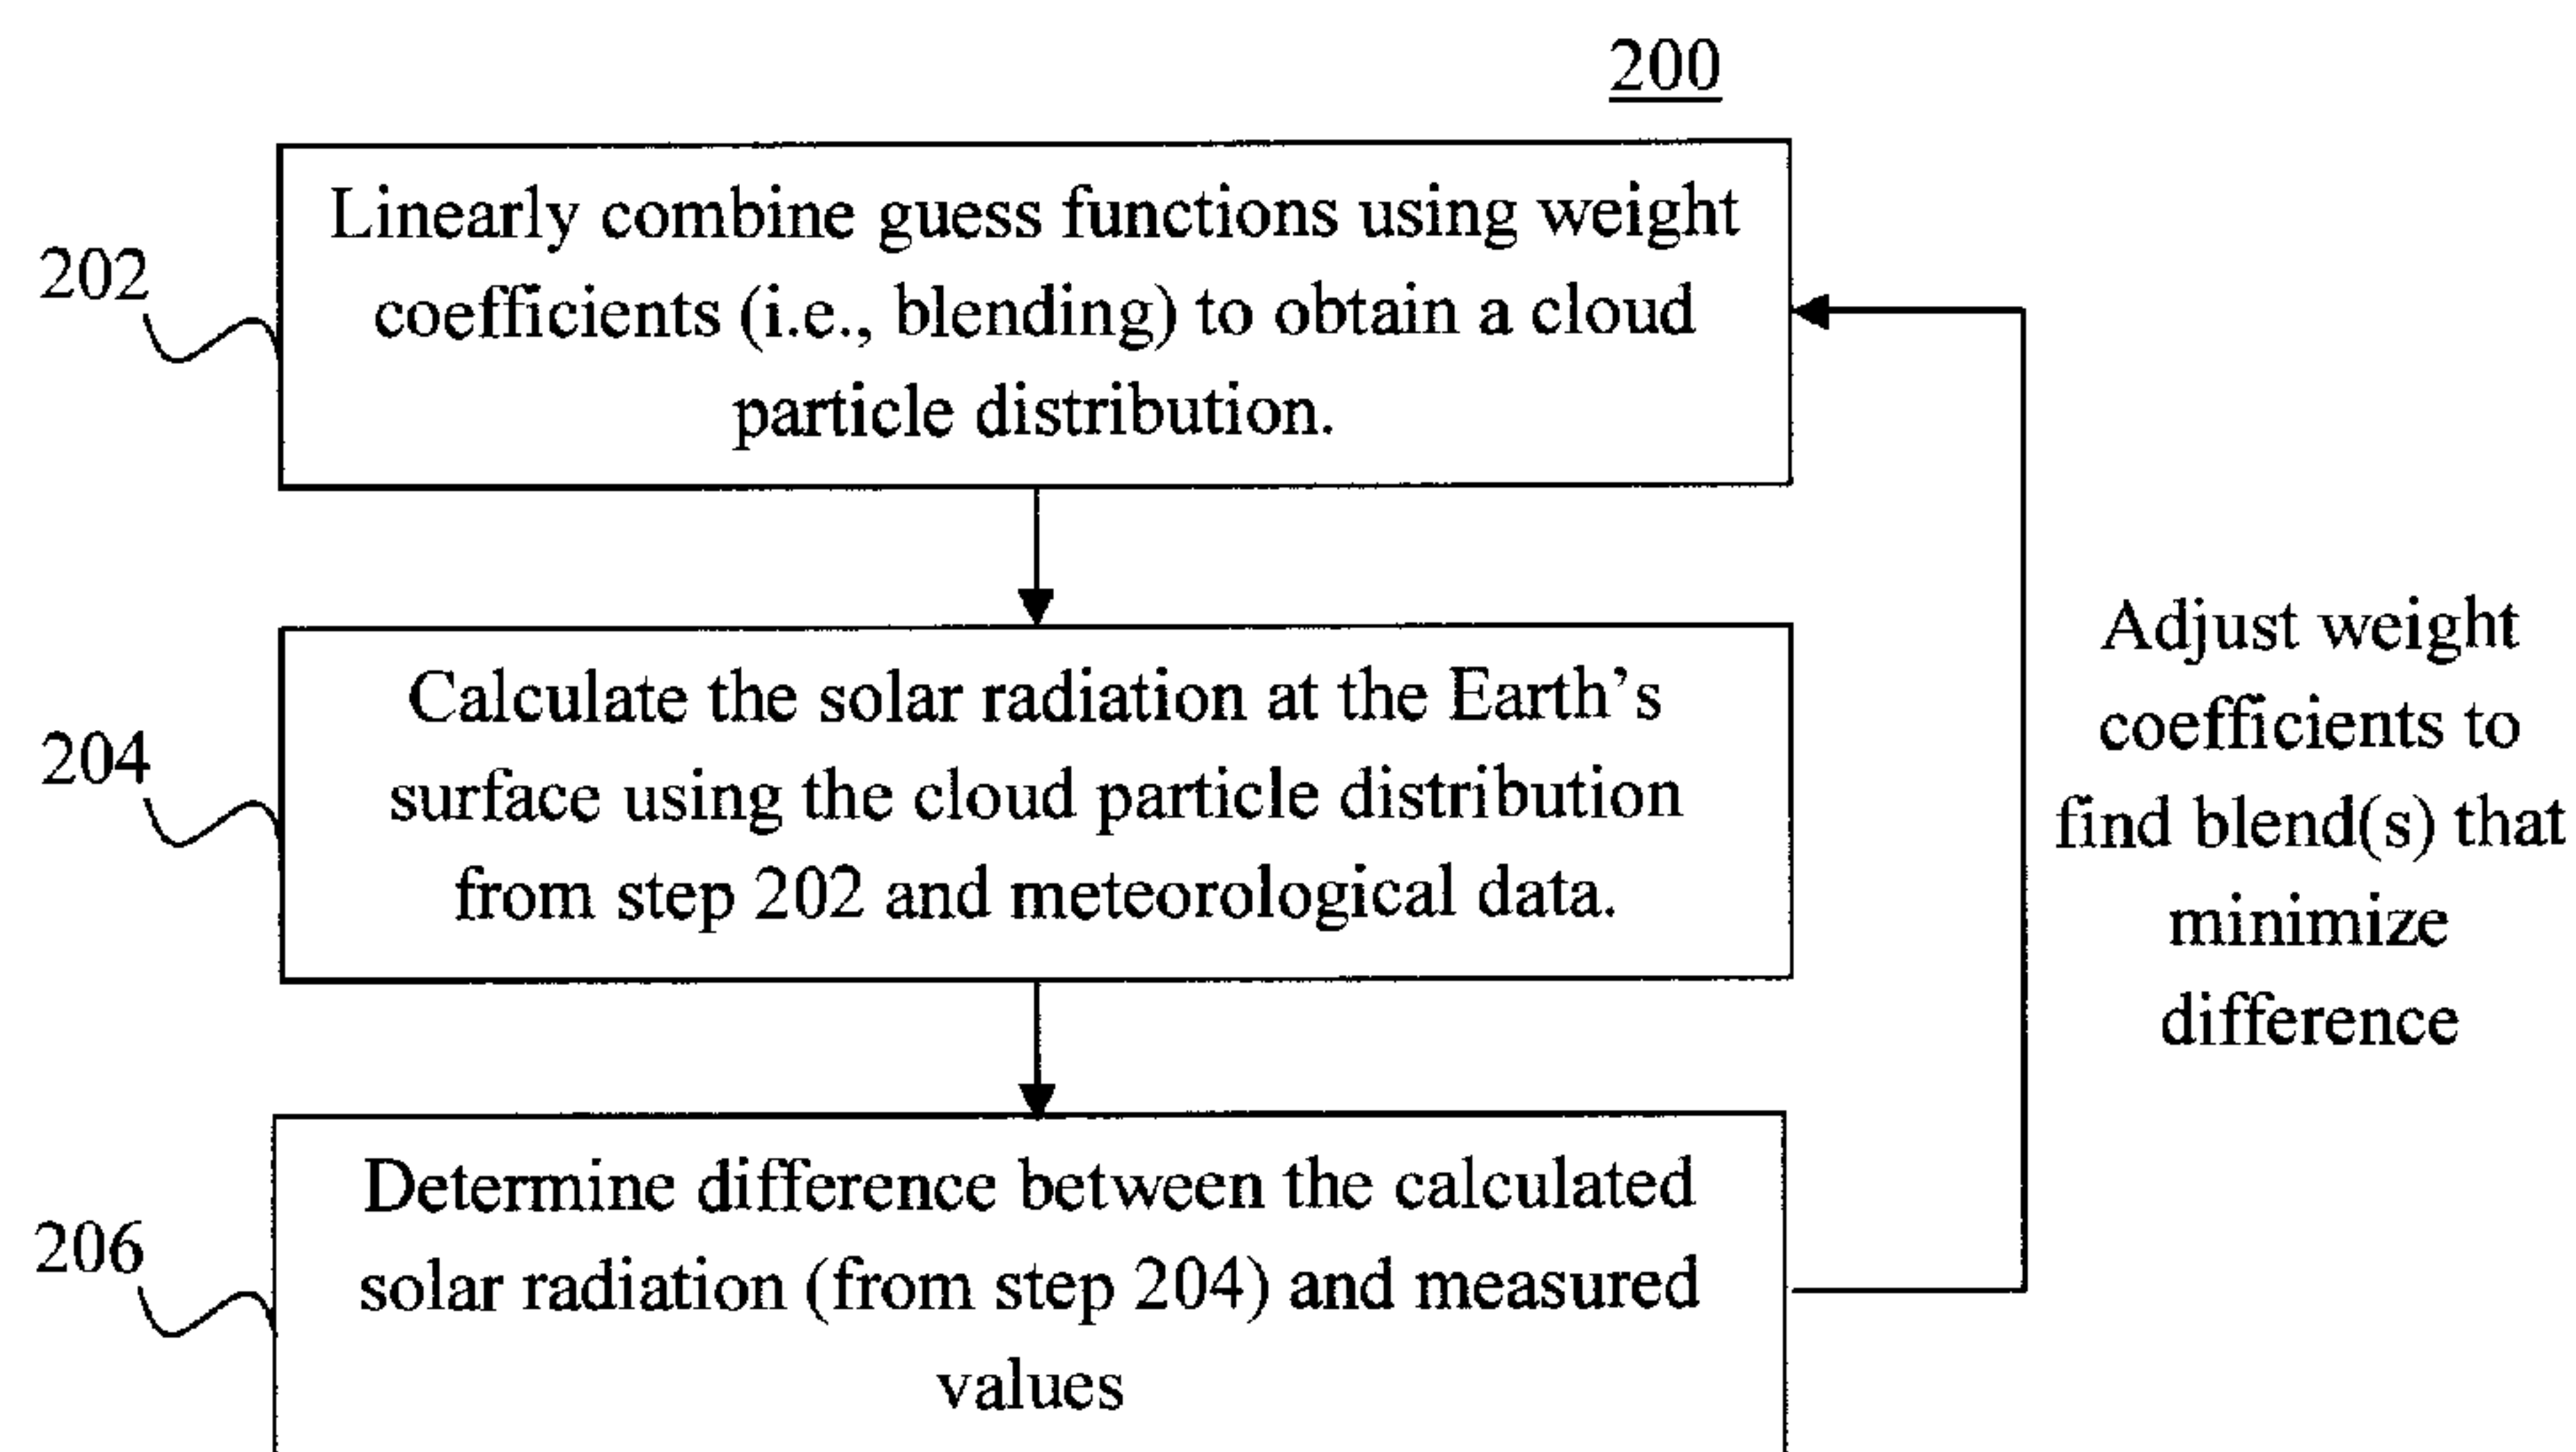 200
202
Linearly combine guess functions using weight
coefficients (i.e., blending) to obtain a cloud
particle distribution.
204
Calculate the solar radiation at the Earth’s
surface using the cloud particle distribution
from step 202 and meteorological data.
206
Determine difference between the calculated
solar radiation (from step 204) and measured
values
Adjust weight
coefficients to
find blend(s) that
minimize
difference